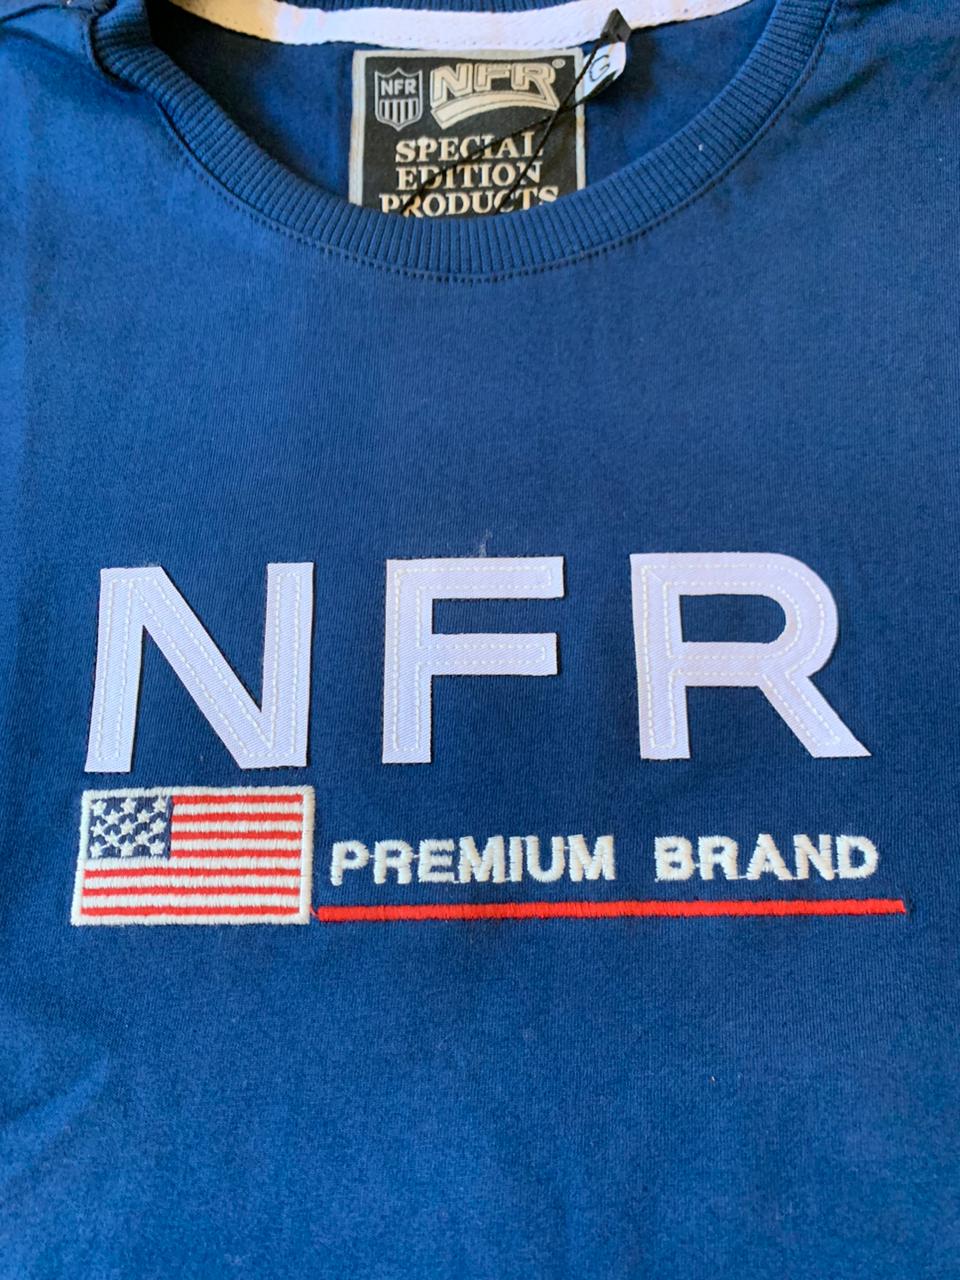 NFR
NFR®
G
SPECIAL
EDITION
PRODUCTS
NFR
PREMIUM BRAND